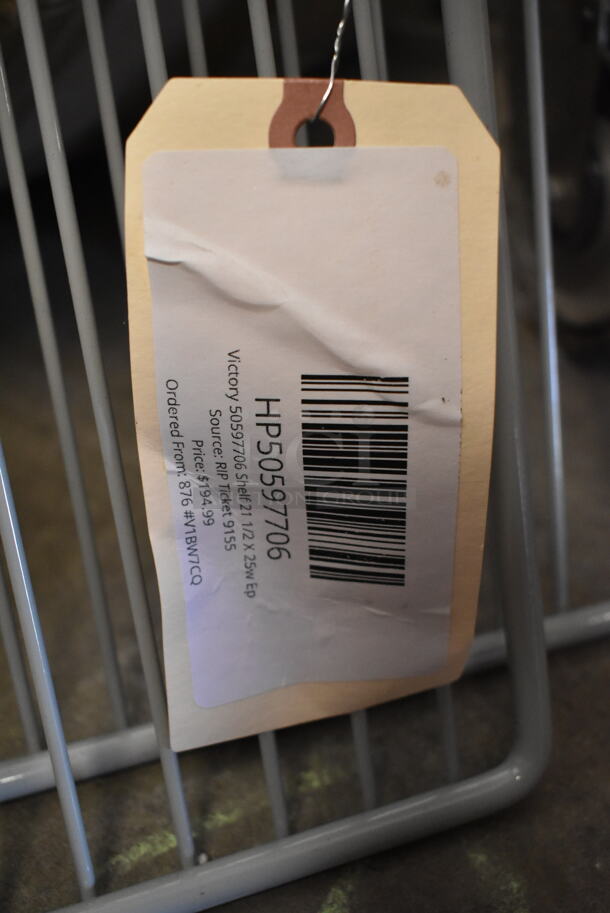 HP50597706
Victory 50597706 Shelf 21 1/2 X 25w Ep
Source: RIP Ticket 9155
Price: $194.99
Ordered From: 876 #V1BW7CQ